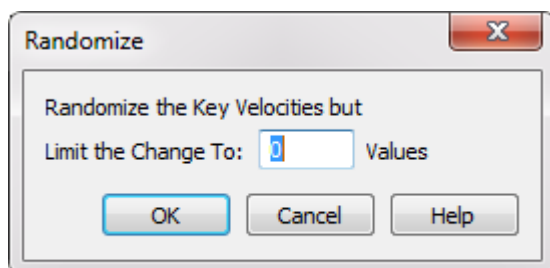 Randomize
Randomize the Key Velocities but
Limit the Change To: 0 Values
OK Cancel Help